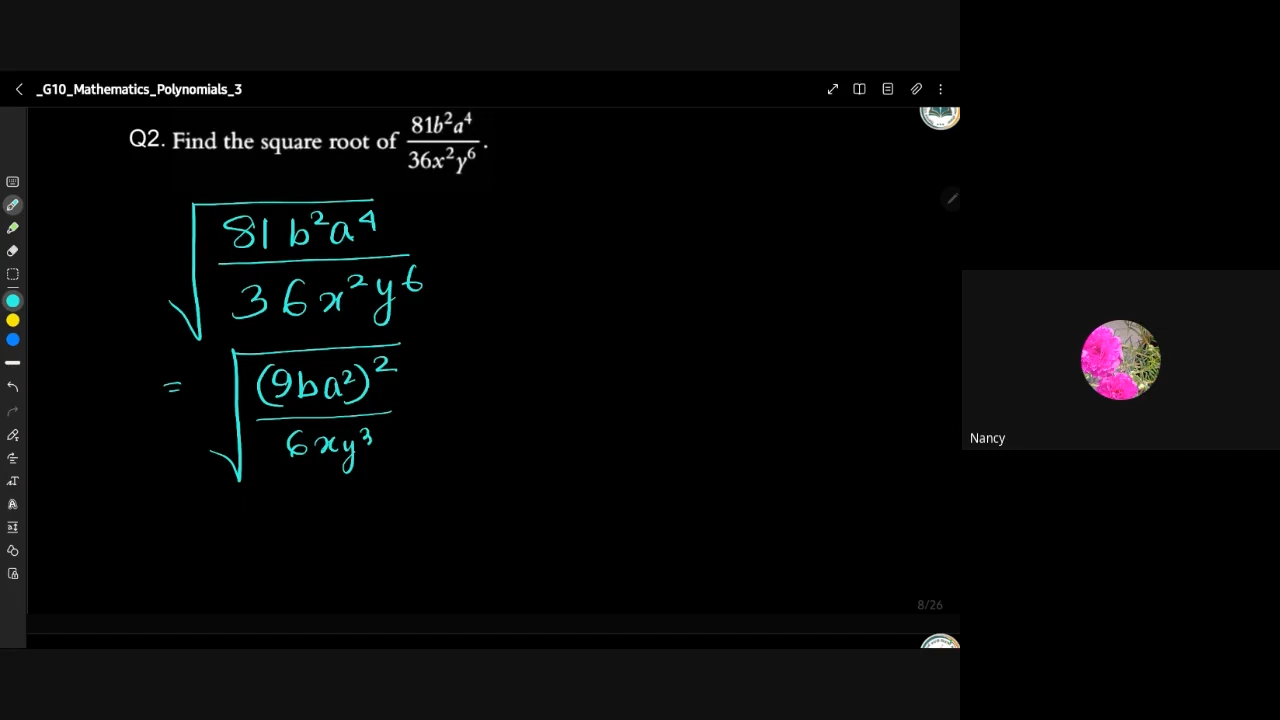 _G10_Mathematics_Polynomials_3
Q2. Find the square root of 81b²a⁴/36x²y⁶.
√(81b²a⁴/36x²y⁶)
= √((9ba²)²/6xy³)
Nancy
8/26